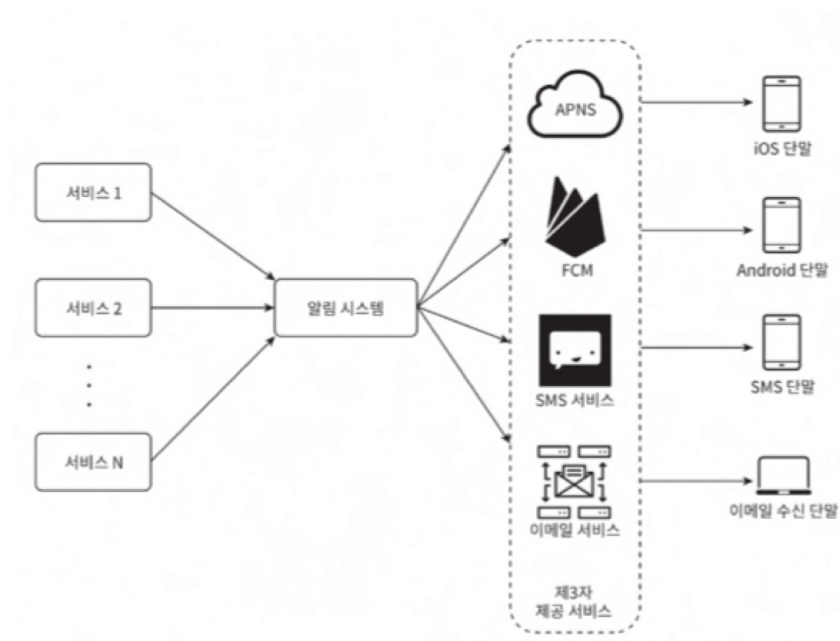 서비스 1
서비스 2
서비스 N
알림 시스템
APNS
FCM
SMS 서비스
이메일 서비스
제3자
제공 서비스
iOS 단말
Android 단말
SMS 단말
이메일 수신 단말